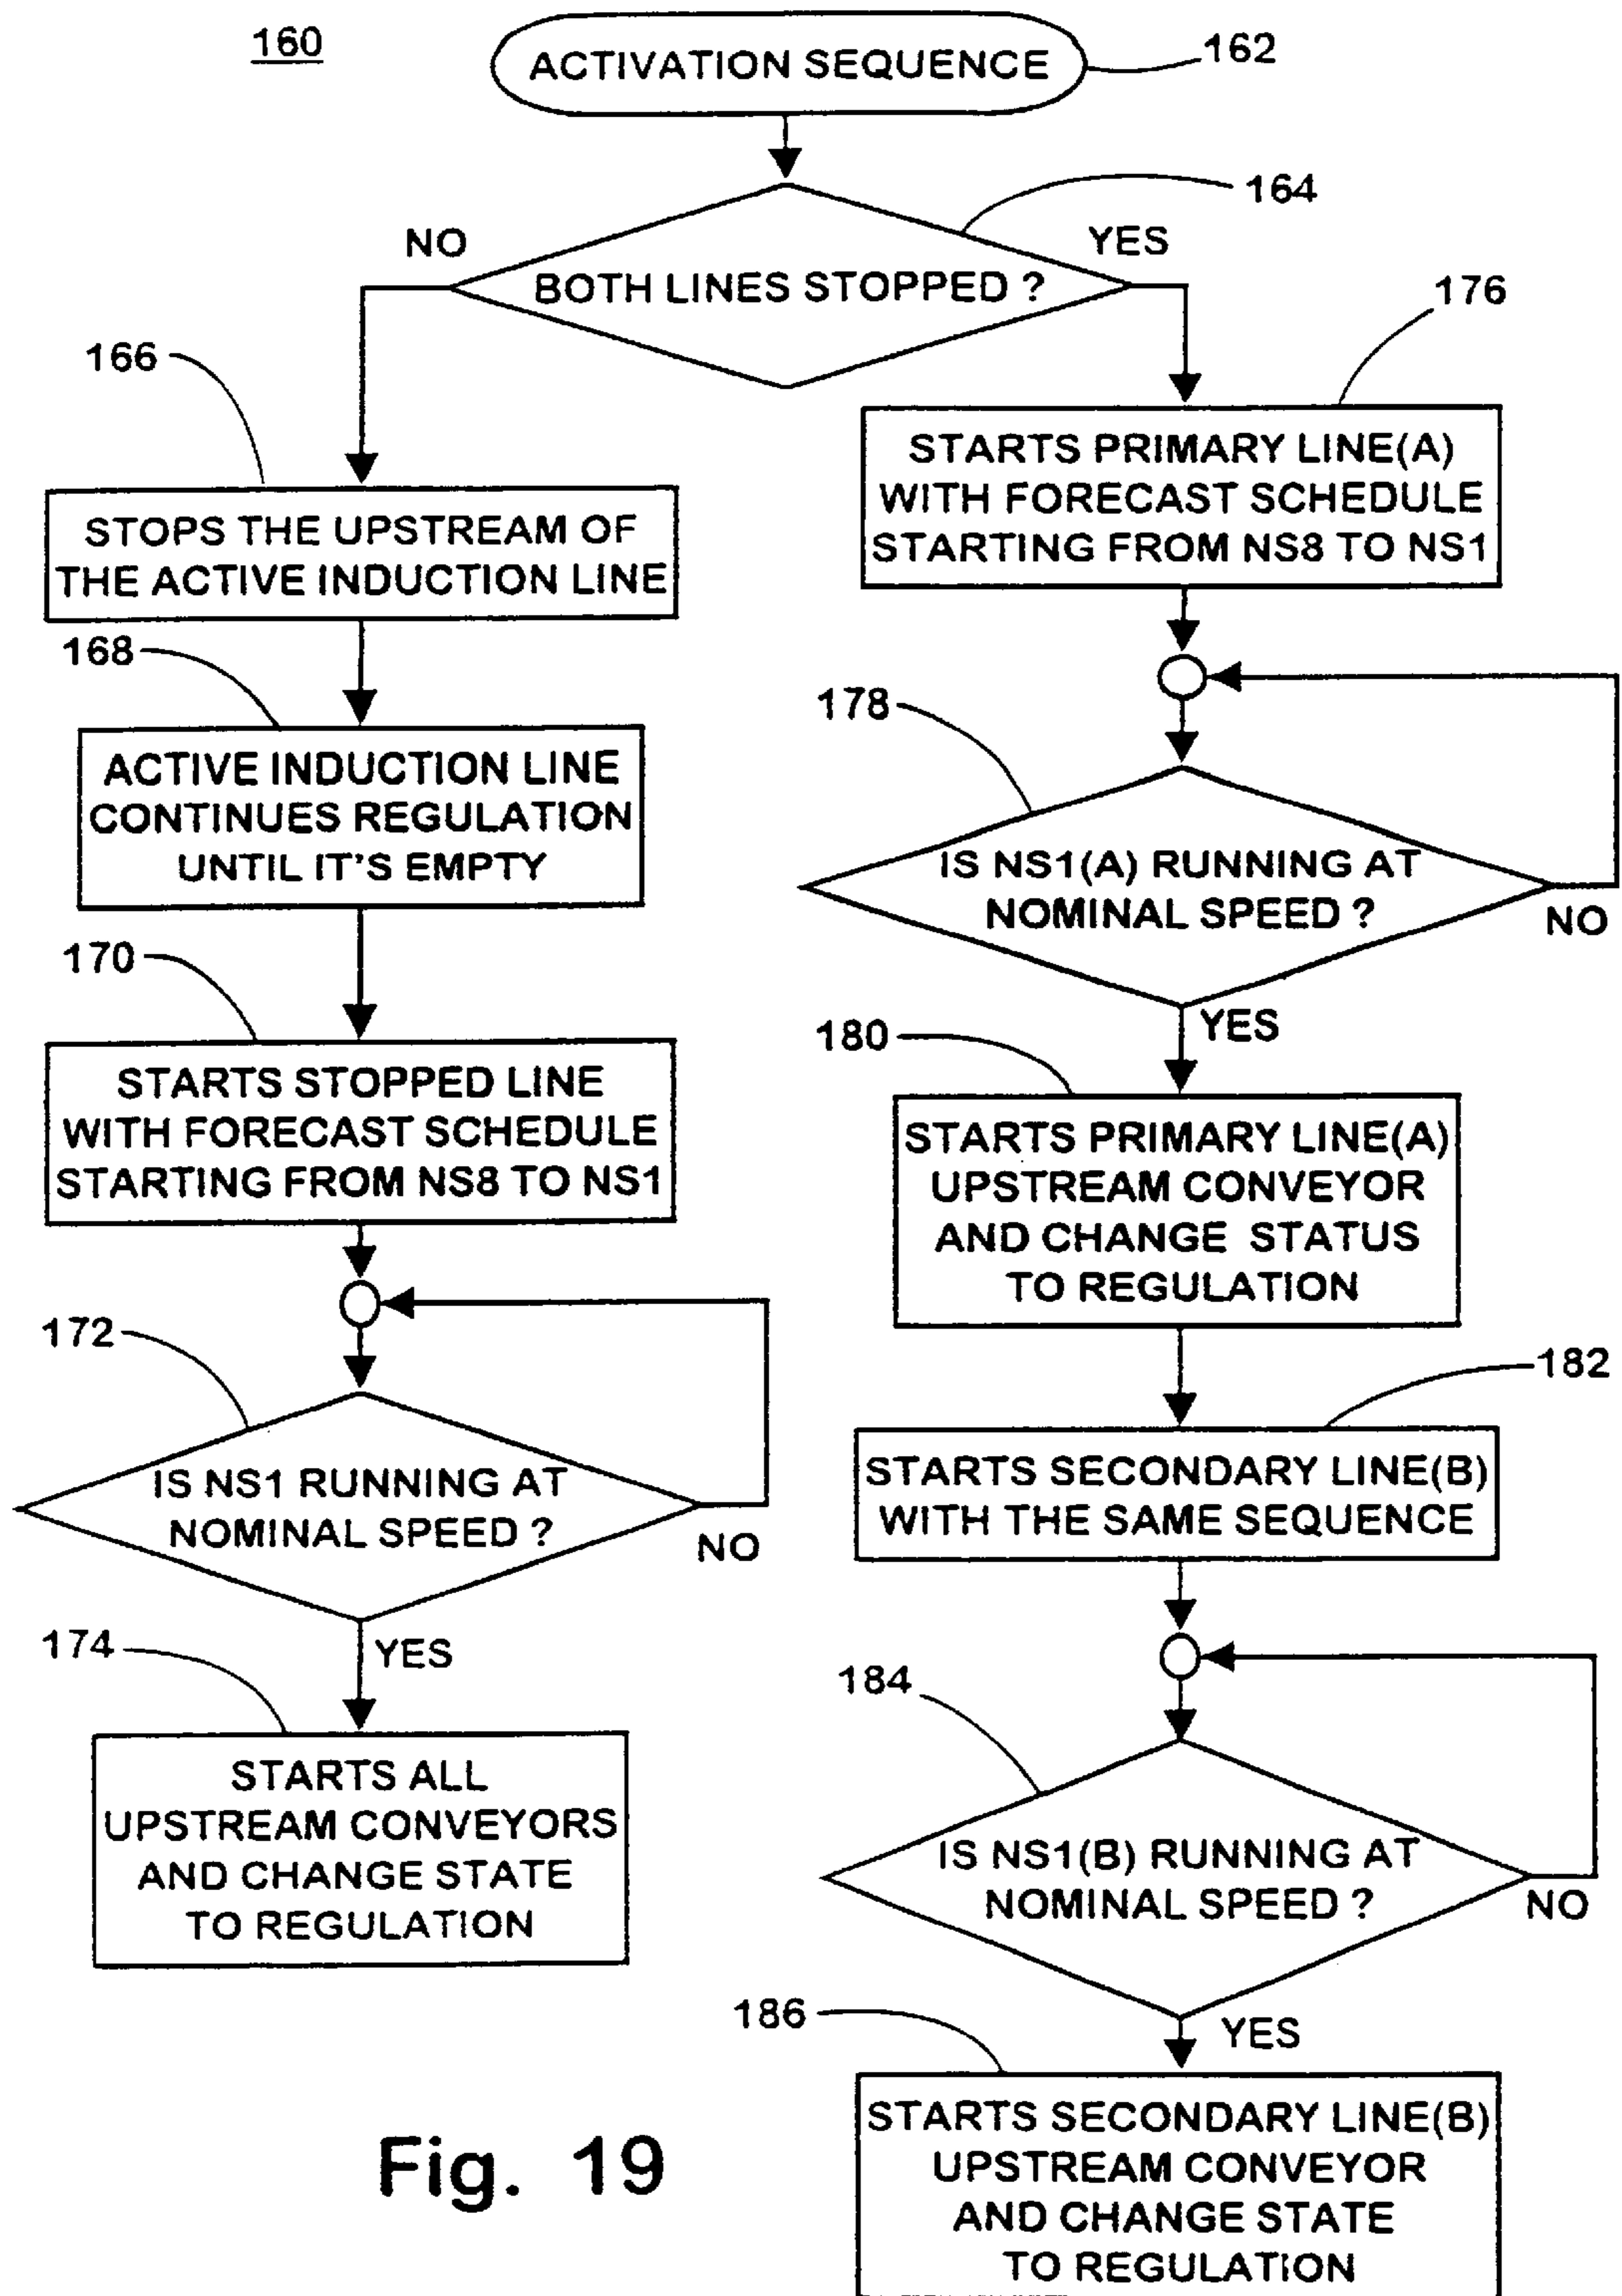 160
ACTIVATION SEQUENCE
162
164
NO
YES
BOTH LINES STOPPED ?
166
STOPS THE UPSTREAM OF
THE ACTIVE INDUCTION LINE
168
ACTIVE INDUCTION LINE
CONTINUES REGULATION
UNTIL IT'S EMPTY
170
STARTS STOPPED LINE
WITH FORECAST SCHEDULE
STARTING FROM NS8 TO NS1
172
IS NS1 RUNNING AT
NOMINAL SPEED ?
NO
YES
174
STARTS ALL
UPSTREAM CONVEYORS
AND CHANGE STATE
TO REGULATION
176
STARTS PRIMARY LINE(A)
WITH FORECAST SCHEDULE
STARTING FROM NS8 TO NS1
178
IS NS1(A) RUNNING AT
NOMINAL SPEED ?
NO
YES
180
STARTS PRIMARY LINE(A)
UPSTREAM CONVEYOR
AND CHANGE STATUS
TO REGULATION
182
STARTS SECONDARY LINE(B)
WITH THE SAME SEQUENCE
184
IS NS1(B) RUNNING AT
NOMINAL SPEED ?
NO
YES
186
STARTS SECONDARY LINE(B)
UPSTREAM CONVEYOR
AND CHANGE STATE
TO REGULATION
Fig. 19